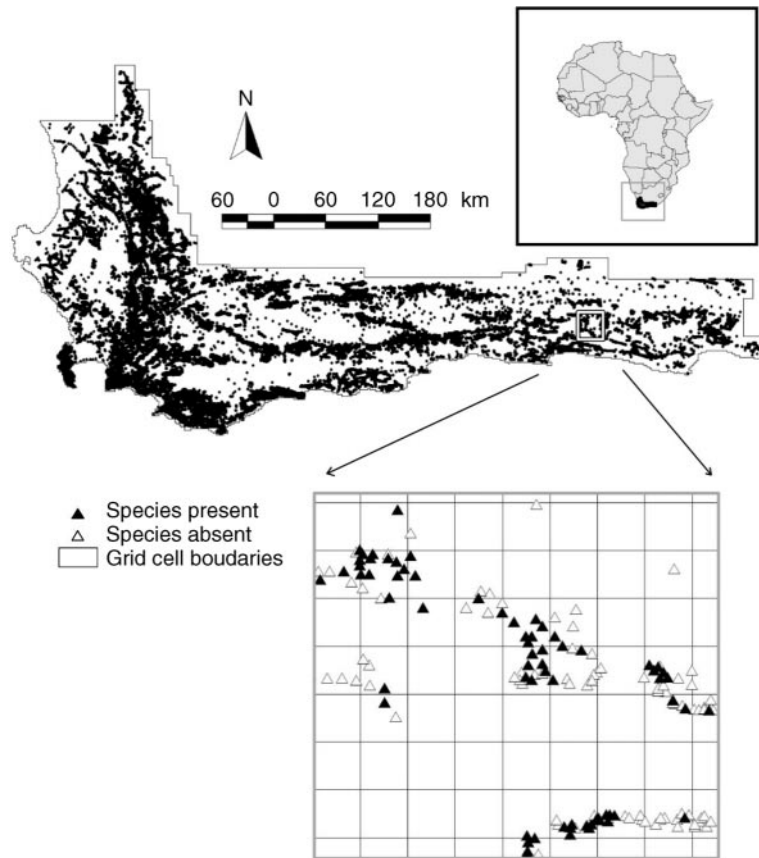 N
60 0 60 120 180 km
Species present
Species absent
Grid cell boudaries